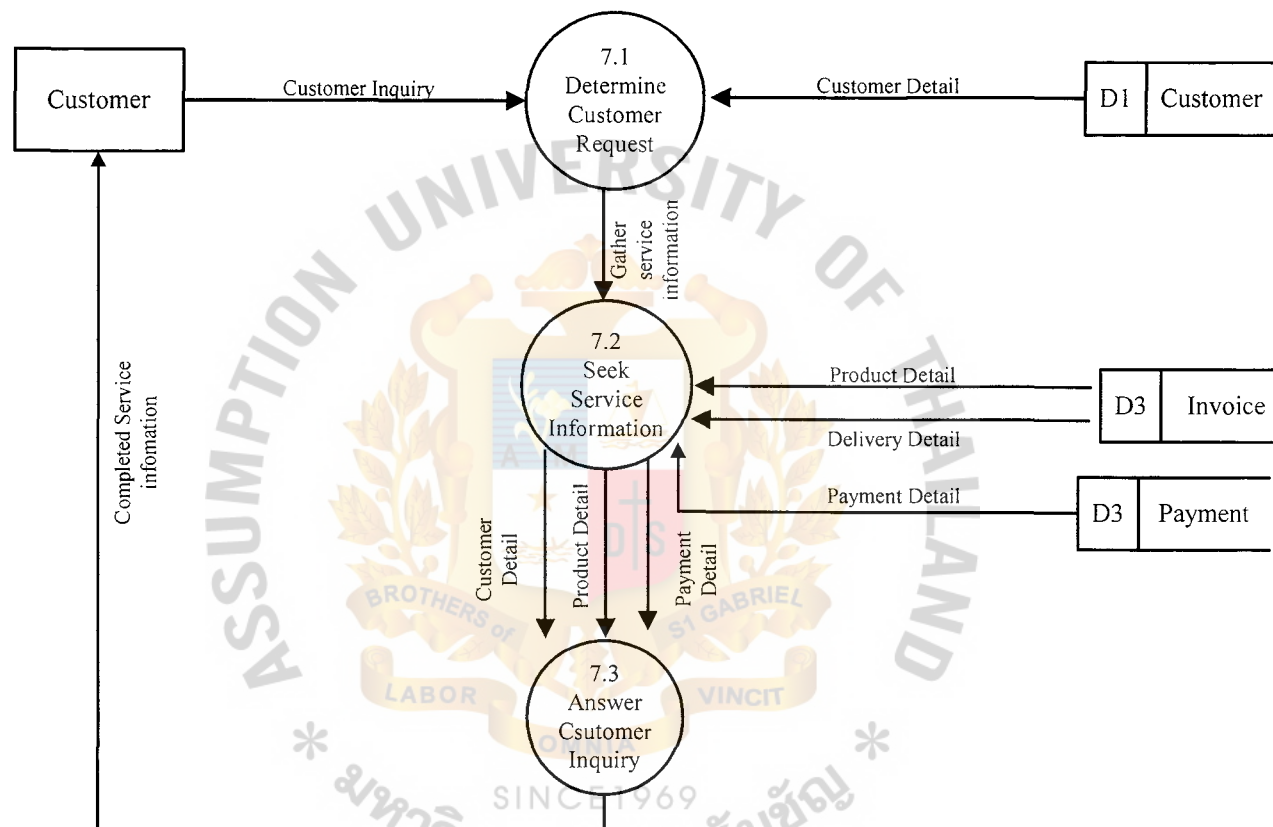 7.1
Determine
Customer
Request
Customer
Customer Inquiry
Customer Detail
D1 Customer
Gather
service
information
7.2
Seek
Service
Information
Product Detail
Delivery Detail
D3 Invoice
Payment Detail
D3 Payment
Completed Service
infomation
Customer
Detail
Product Detail
Payment
Detail
7.3
Answer
Csutomer
Inquiry
ASSUMPTION UNIVERSITY OF THAILAND
A M
D S
BROTHERS of
S1 GABRIEL
LABOR
VINCIT
OMNIA
SINCE1969